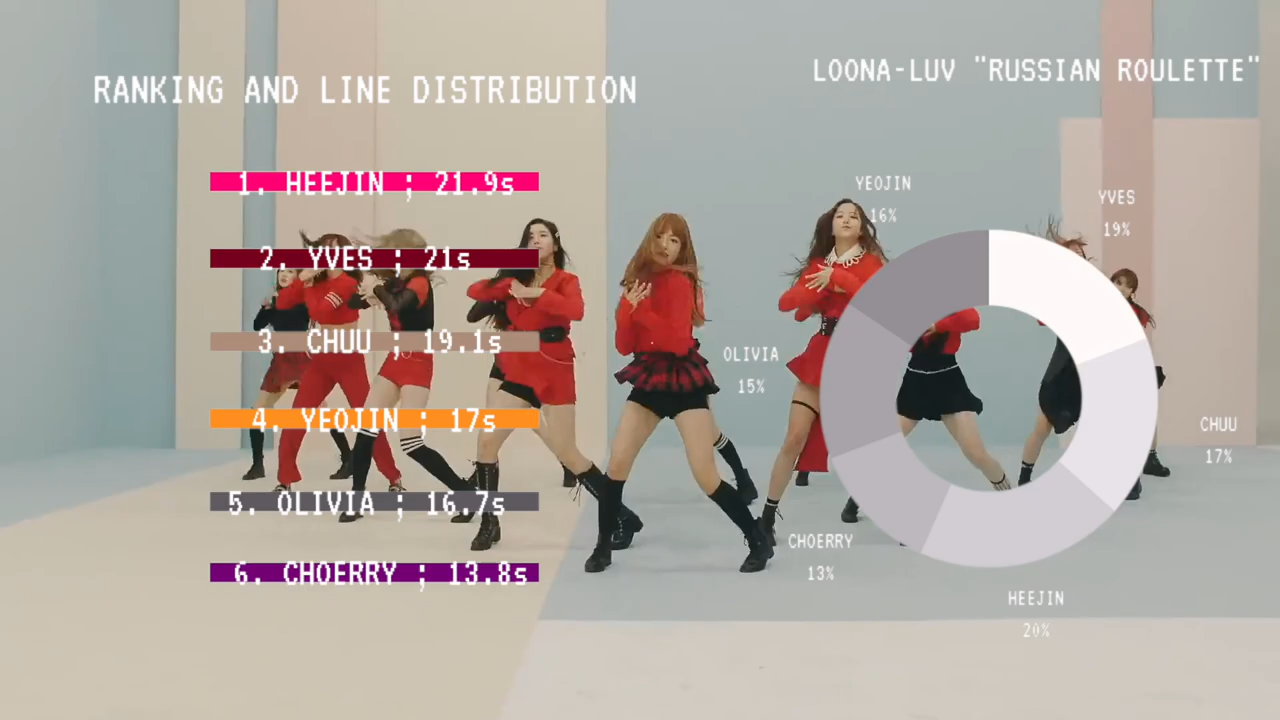 RANKING AND LINE DISTRIBUTION
1. HEEJIN ; 21.9s
2. YVES ; 21s
3. CHUU ; 19.1s
4. YEOJIN ; 17s
5. OLIVIA ; 16.7s
6. CHOERRY ; 13.8s
LOONA-LUV "RUSSIAN ROULETTE"
YEOJIN
16%
YVES
19%
OLIVIA
15%
CHUU
17%
CHOERRY
13%
HEEJIN
20%